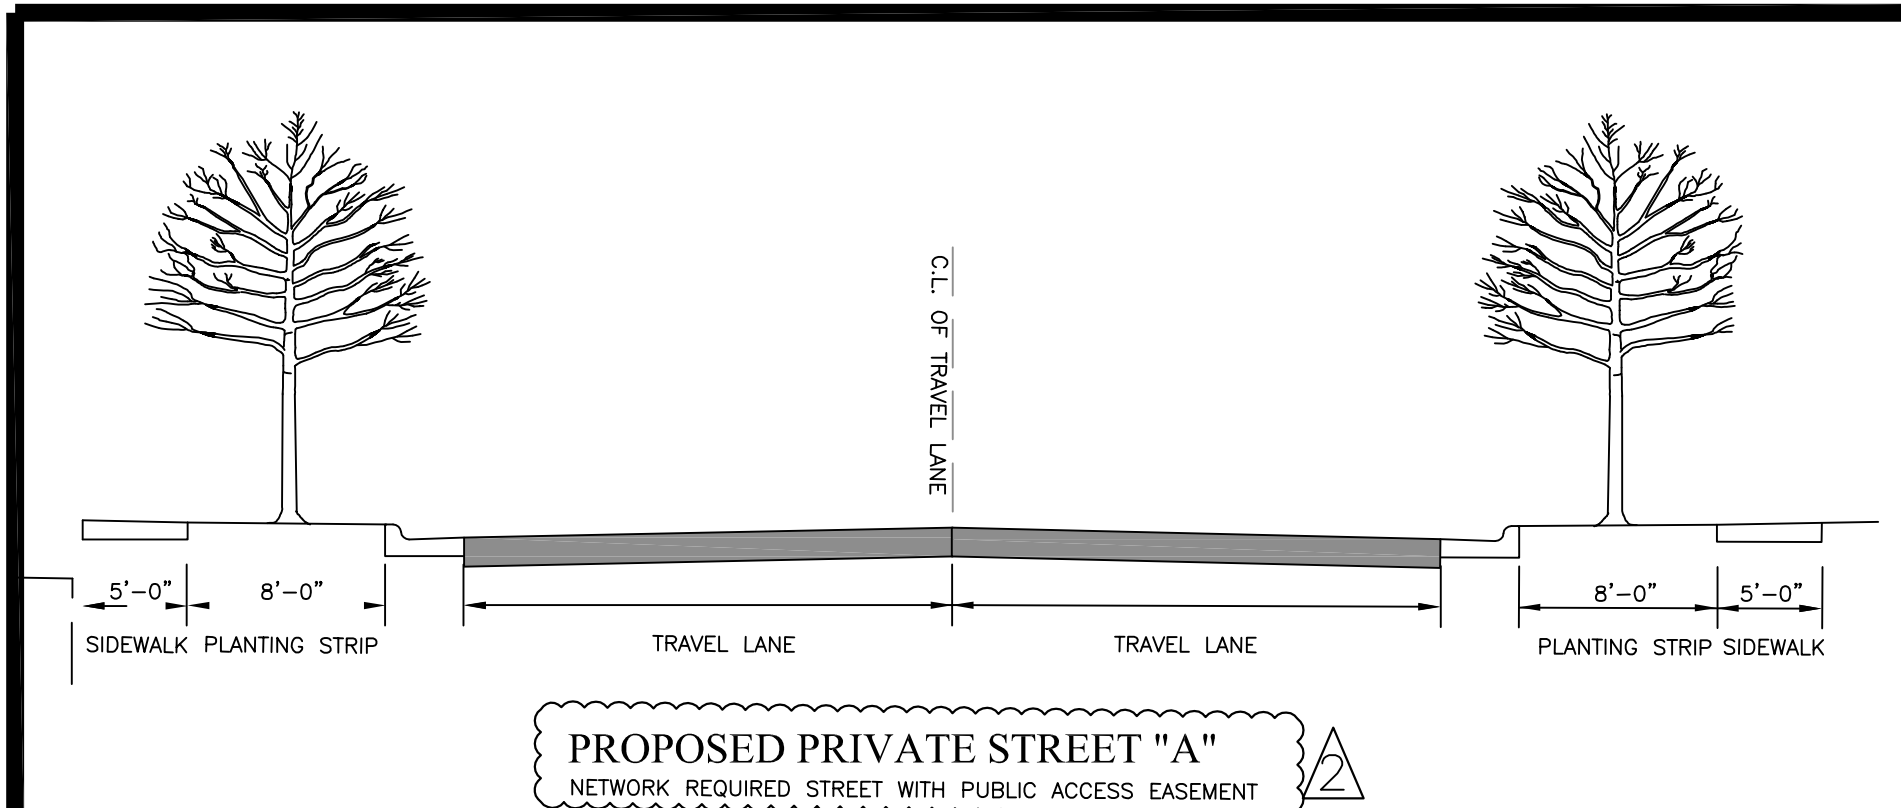 C.L. OF TRAVEL LANE
5'-0" 8'-0" 8'-0" 5'-0"
SIDEWALK PLANTING STRIP TRAVEL LANE TRAVEL LANE PLANTING STRIP SIDEWALK
PROPOSED PRIVATE STREET "A"
NETWORK REQUIRED STREET WITH PUBLIC ACCESS EASEMENT
2